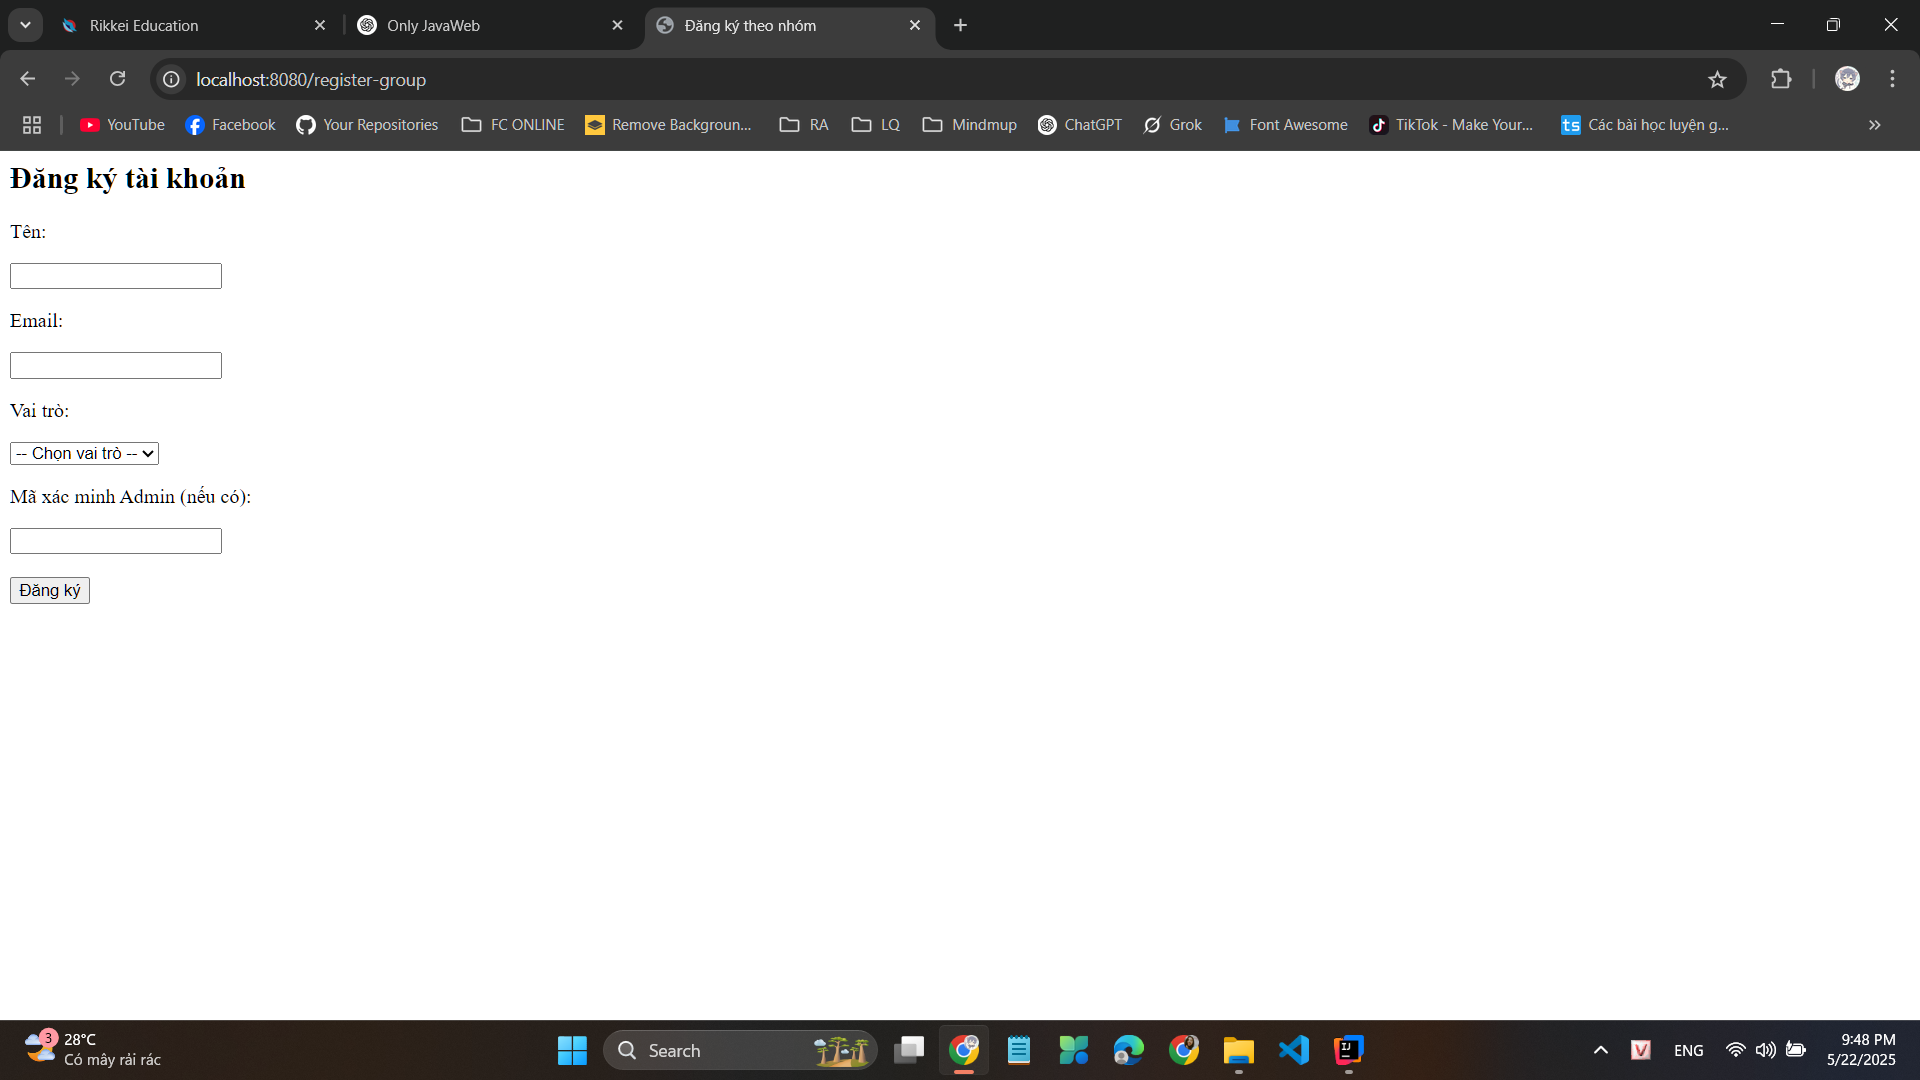 Rikkei Education
Only JavaWeb
Đăng ký theo nhóm
localhost:8080/register-group
YouTube
Facebook
Your Repositories
FC ONLINE
Remove Backgroun...
RA
LQ
Mindmup
ChatGPT
Grok
Font Awesome
TikTok - Make Your...
ts
Các bài học luyện g...
Đăng ký tài khoản
Tên:
Email:
Vai trò:
-- Chọn vai trò --
Mã xác minh Admin (nếu có):
Đăng ký
3
28°C
Có mây rải rác
Search
IJ
V
ENG
9:48 PM
5/22/2025